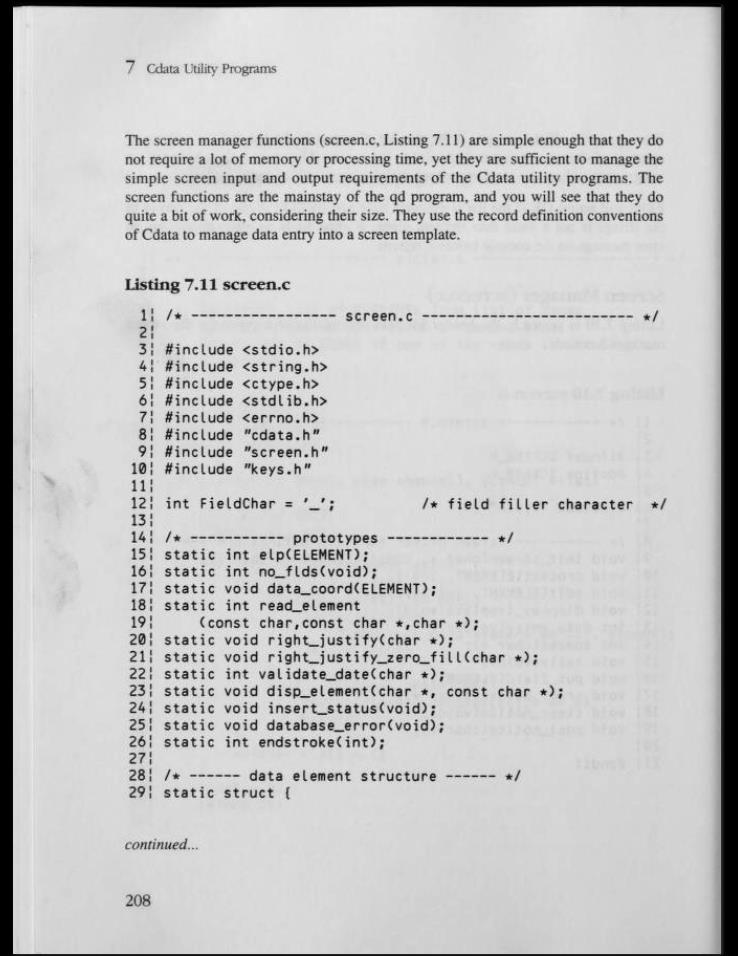 7 Cdata Utility Programs
The screen manager functions (screen.c, Listing 7.11) are simple enough that they do
not require a lot of memory or processing time, yet they are sufficient to manage the
simple screen input and output requirements of the Cdata utility programs. The
screen functions are the mainstay of the qd program, and you will see that they do
quite a bit of work, considering their size. They use the record definition conventions
of Cdata to manage data entry into a screen template.
Listing 7.11 screen.c
1¦ /* ----------------- screen.c ------------------------- */
2¦
3¦ #include <stdio.h>
4¦ #include <string.h>
5¦ #include <ctype.h>
6¦ #include <stdlib.h>
7¦ #include <errno.h>
8¦ #include "cdata.h"
9¦ #include "screen.h"
10¦ #include "keys.h"
11¦
12¦ int FieldChar = '_';          /* field filler character  */
13¦
14¦ /* ----------- prototypes ------------ */
15¦ static int elp(ELEMENT);
16¦ static int no_flds(void);
17¦ static void data_coord(ELEMENT);
18¦ static int read_element
19¦     (const char,const char *,char *);
20¦ static void right_justify(char *);
21¦ static void right_justify_zero_fill(char *);
22¦ static int validate_date(char *);
23¦ static void disp_element(char *, const char *);
24¦ static void insert_status(void);
25¦ static void database_error(void);
26¦ static int endstroke(int);
27¦
28¦ /* ------ data element structure ------ */
29¦ static struct {
continued...
208